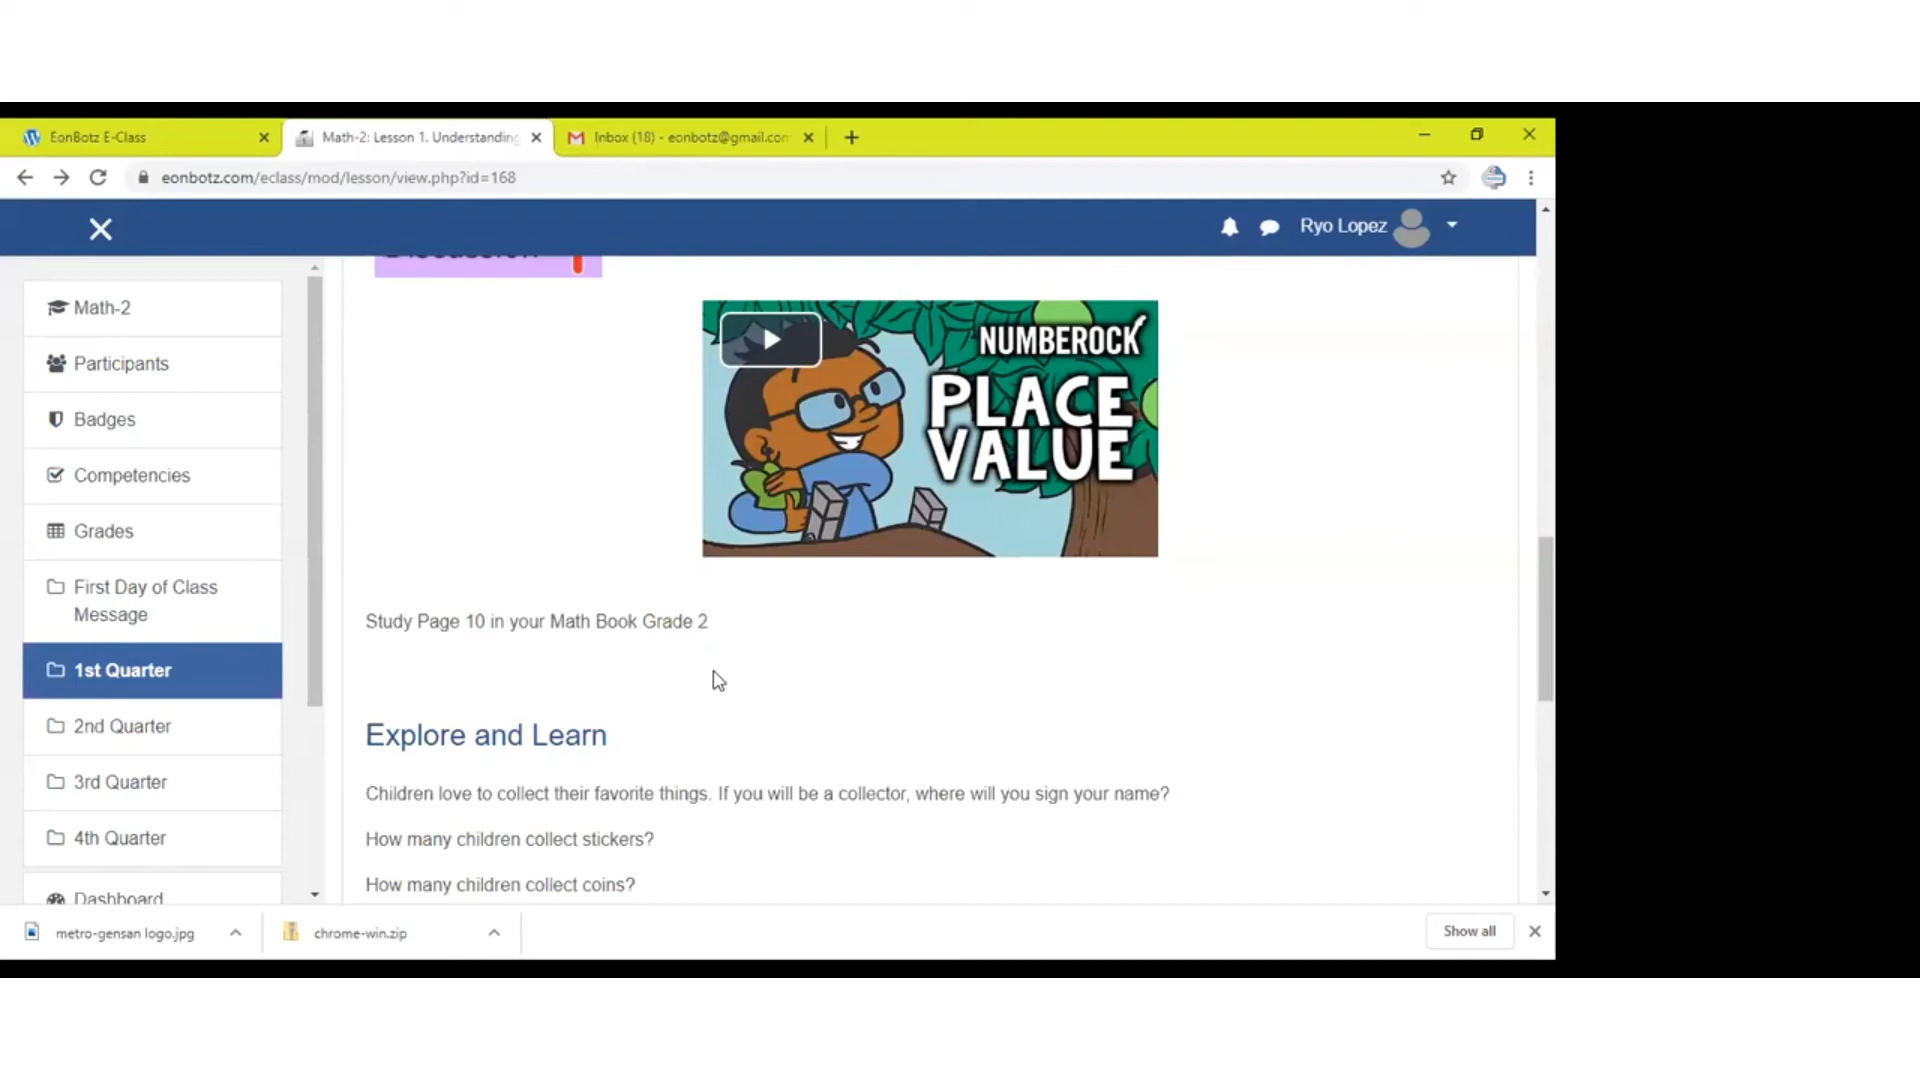 EonBotz E-Class
Math-2: Lesson 1. Understanding
Inbox (18) - eonbotz@gmail.com
eonbotz.com/eclass/mod/lesson/view.php?id=168
Ryo Lopez
Math-2
Participants
Badges
Competencies
Grades
First Day of Class
Message
1st Quarter
2nd Quarter
3rd Quarter
4th Quarter
Dashboard
NUMBEROCK
PLACE
VALUE
Study Page 10 in your Math Book Grade 2
Explore and Learn
Children love to collect their favorite things. If you will be a collector, where will you sign your name?
How many children collect stickers?
How many children collect coins?
metro-gensan logo.jpg
chrome-win.zip
Show all